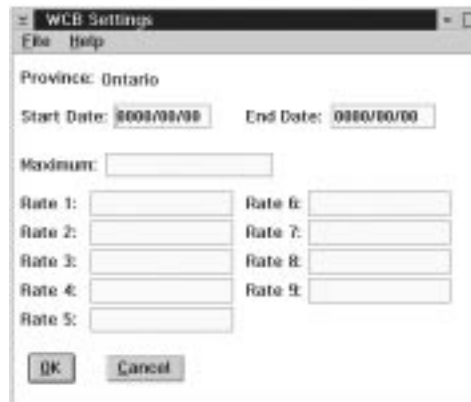 WCB Settings
File Help
Province: Ontario
Start Date: 0000/00/00 End Date: 0000/00/00
Maximum:
Rate 1: Rate 6:
Rate 2: Rate 7:
Rate 3: Rate 8:
Rate 4: Rate 9:
Rate 5:
OK Cancel